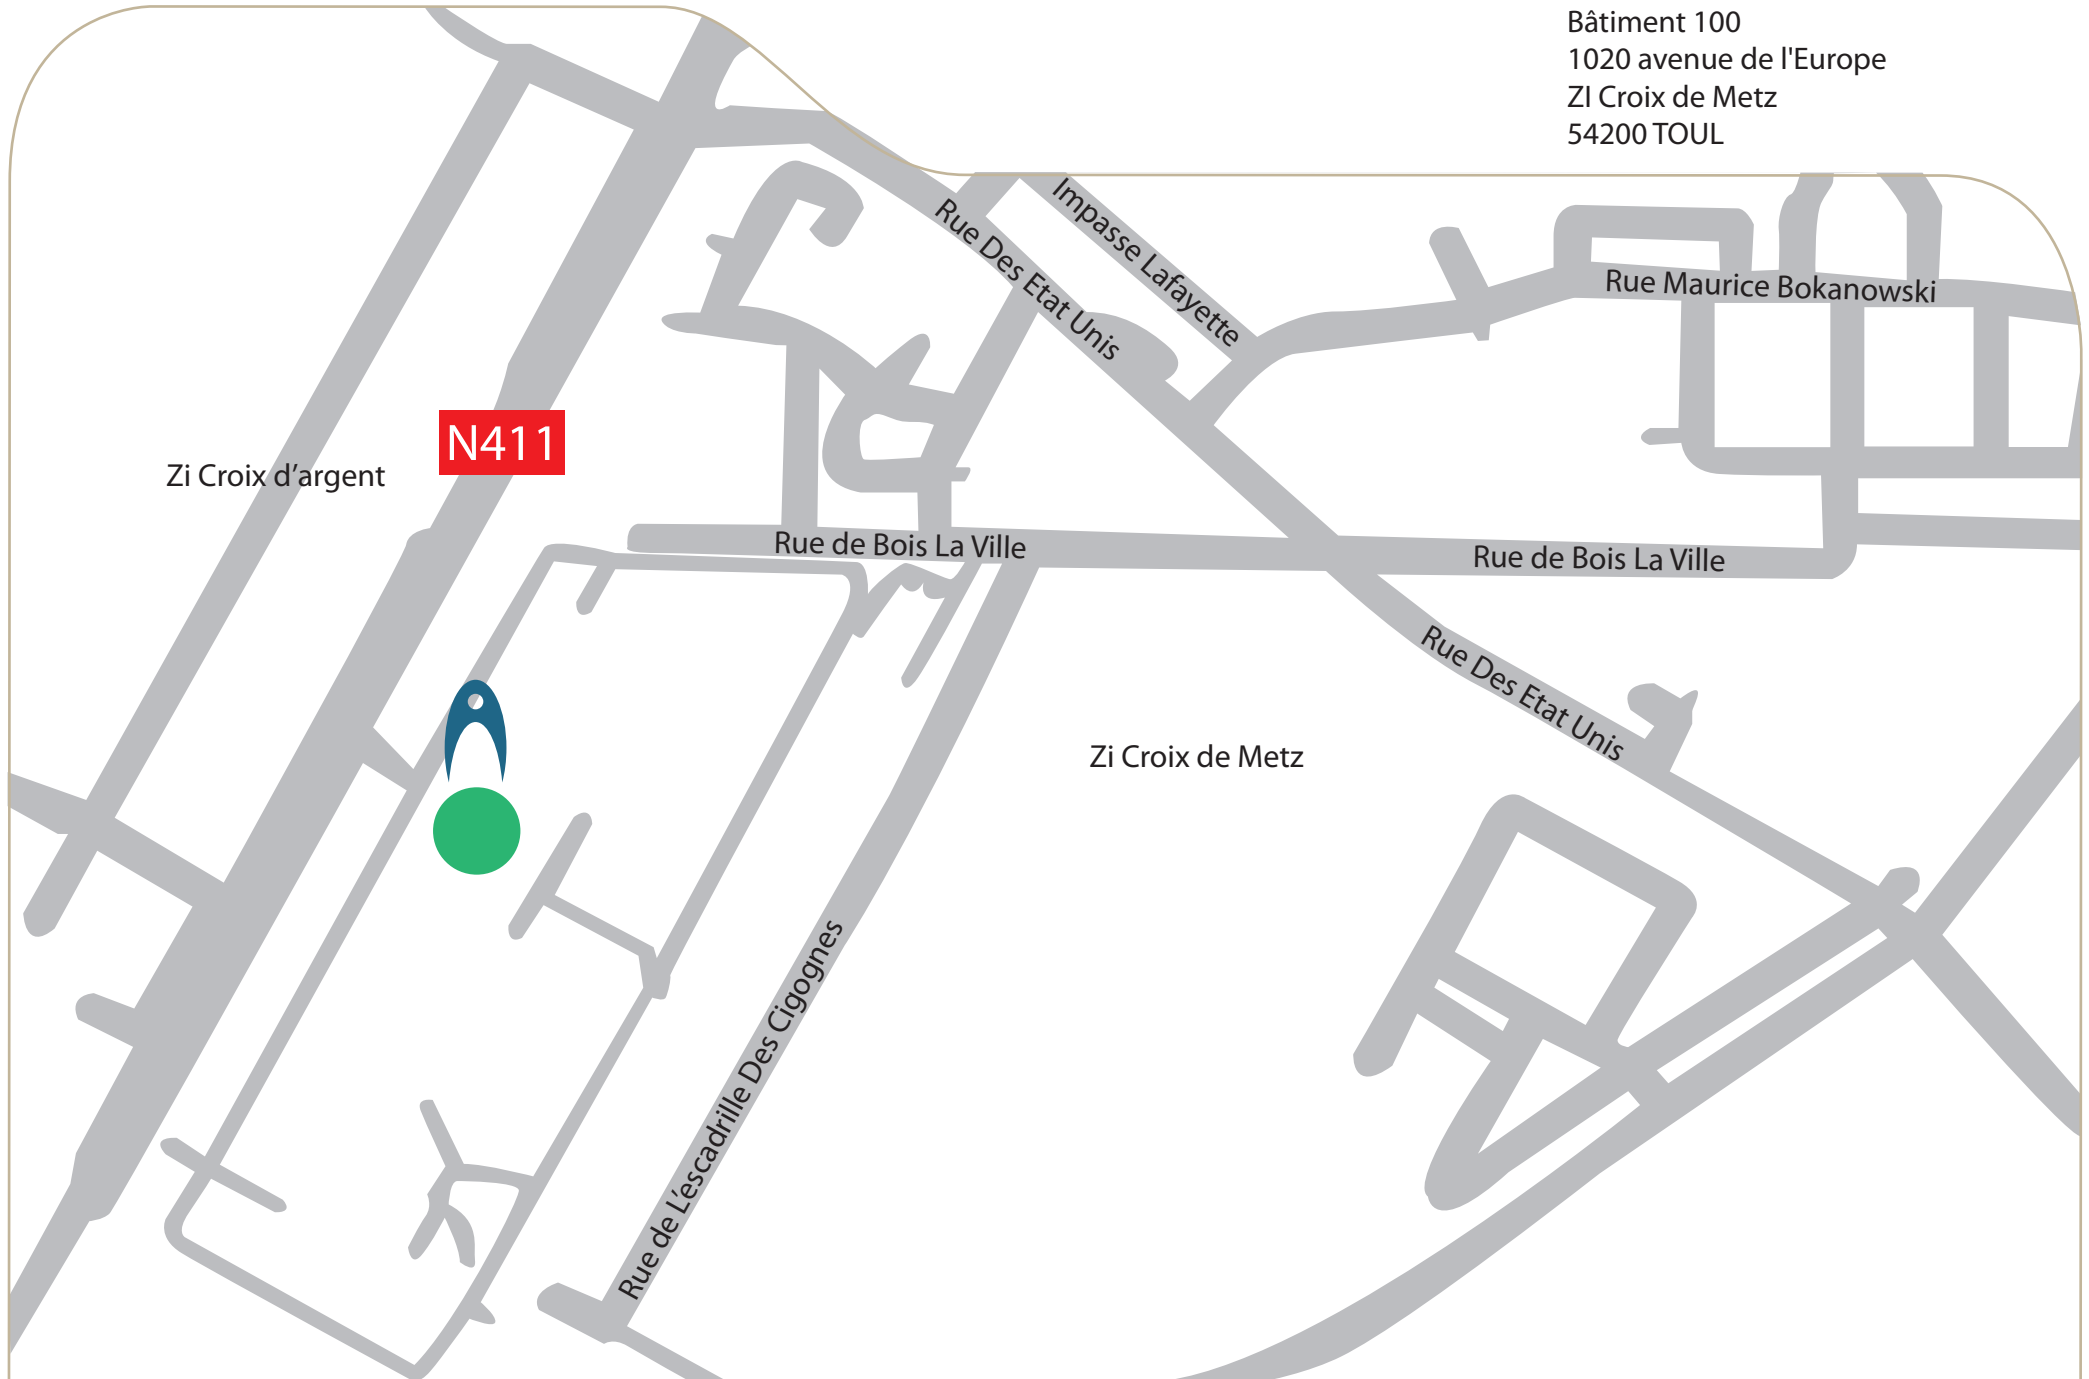 Bâtiment 100
1020 avenue de l'Europe
ZI Croix de Metz
54200 TOUL
Impasse Lafayette
Rue Des Etat Unis
Rue Maurice Bokanowski
N411
Zi Croix d'argent
Rue de Bois La Ville
Rue de Bois La Ville
Rue Des Etat Unis
Zi Croix de Metz
Rue de L'escadrille Des Cigognes